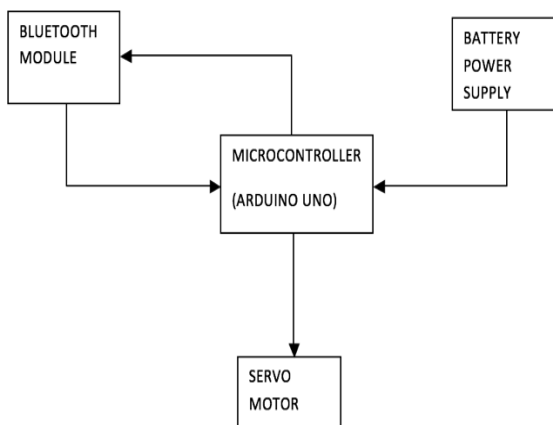 BLUETOOTH
MODULE
BATTERY
POWER
SUPPLY
MICROCONTROLLER
(ARDUINO UNO)
SERVO
MOTOR